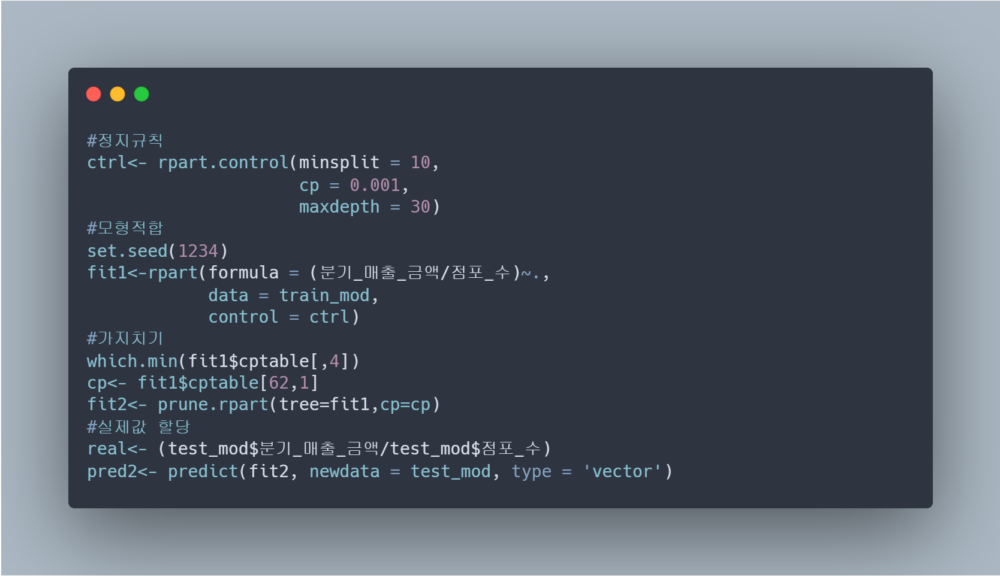 #정지규칙
ctrl<- rpart.control(minsplit = 10,
                     cp = 0.001,
                     maxdepth = 30)
#모형적합
set.seed(1234)
fit1<-rpart(formula = (분기_매출_금액/점포_수)~.,
            data = train_mod,
            control = ctrl)
#가지치기
which.min(fit1$cptable[,4])
cp<- fit1$cptable[62,1]
fit2<- prune.rpart(tree=fit1,cp=cp)
#실제값 할당
real<- (test_mod$분기_매출_금액/test_mod$점포_수)
pred2<- predict(fit2, newdata = test_mod, type = 'vector')